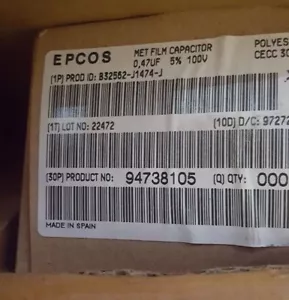 EPCOS MET FILM CAPACITOR POLYES
0,47UF 5% 100V CECC 30
(1P) PROD ID: B32562-J1474-J
(1T) LOT NO: 22472 (10D) D/C: 97272
(30P) PRODUCT NO: 94738105 (Q) QTY: 000
MADE IN SPAIN